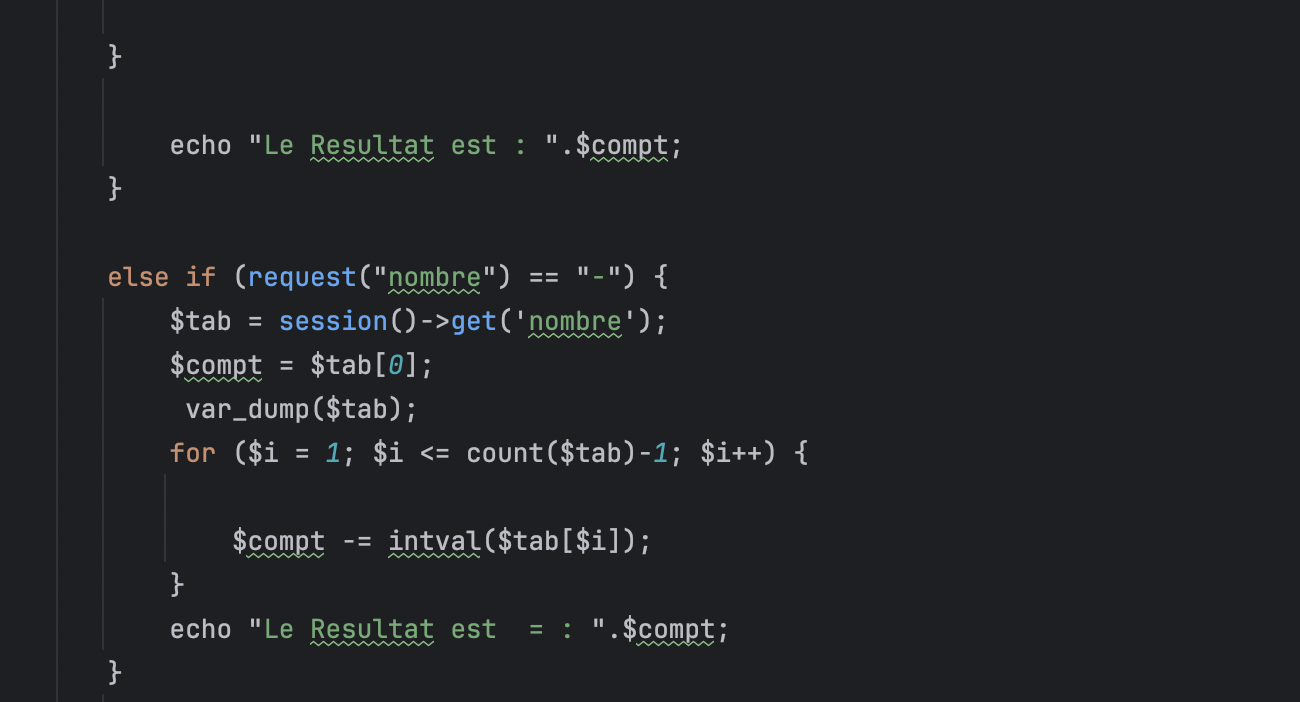 }
echo "Le Resultat est : ".$compt;
}
else if (request("nombre") == "-") {
$tab = session()->get('nombre');
$compt = $tab[0];
var_dump($tab);
for ($i = 1; $i <= count($tab)-1; $i++) {
$compt -= intval($tab[$i]);
}
echo "Le Resultat est  = : ".$compt;
}